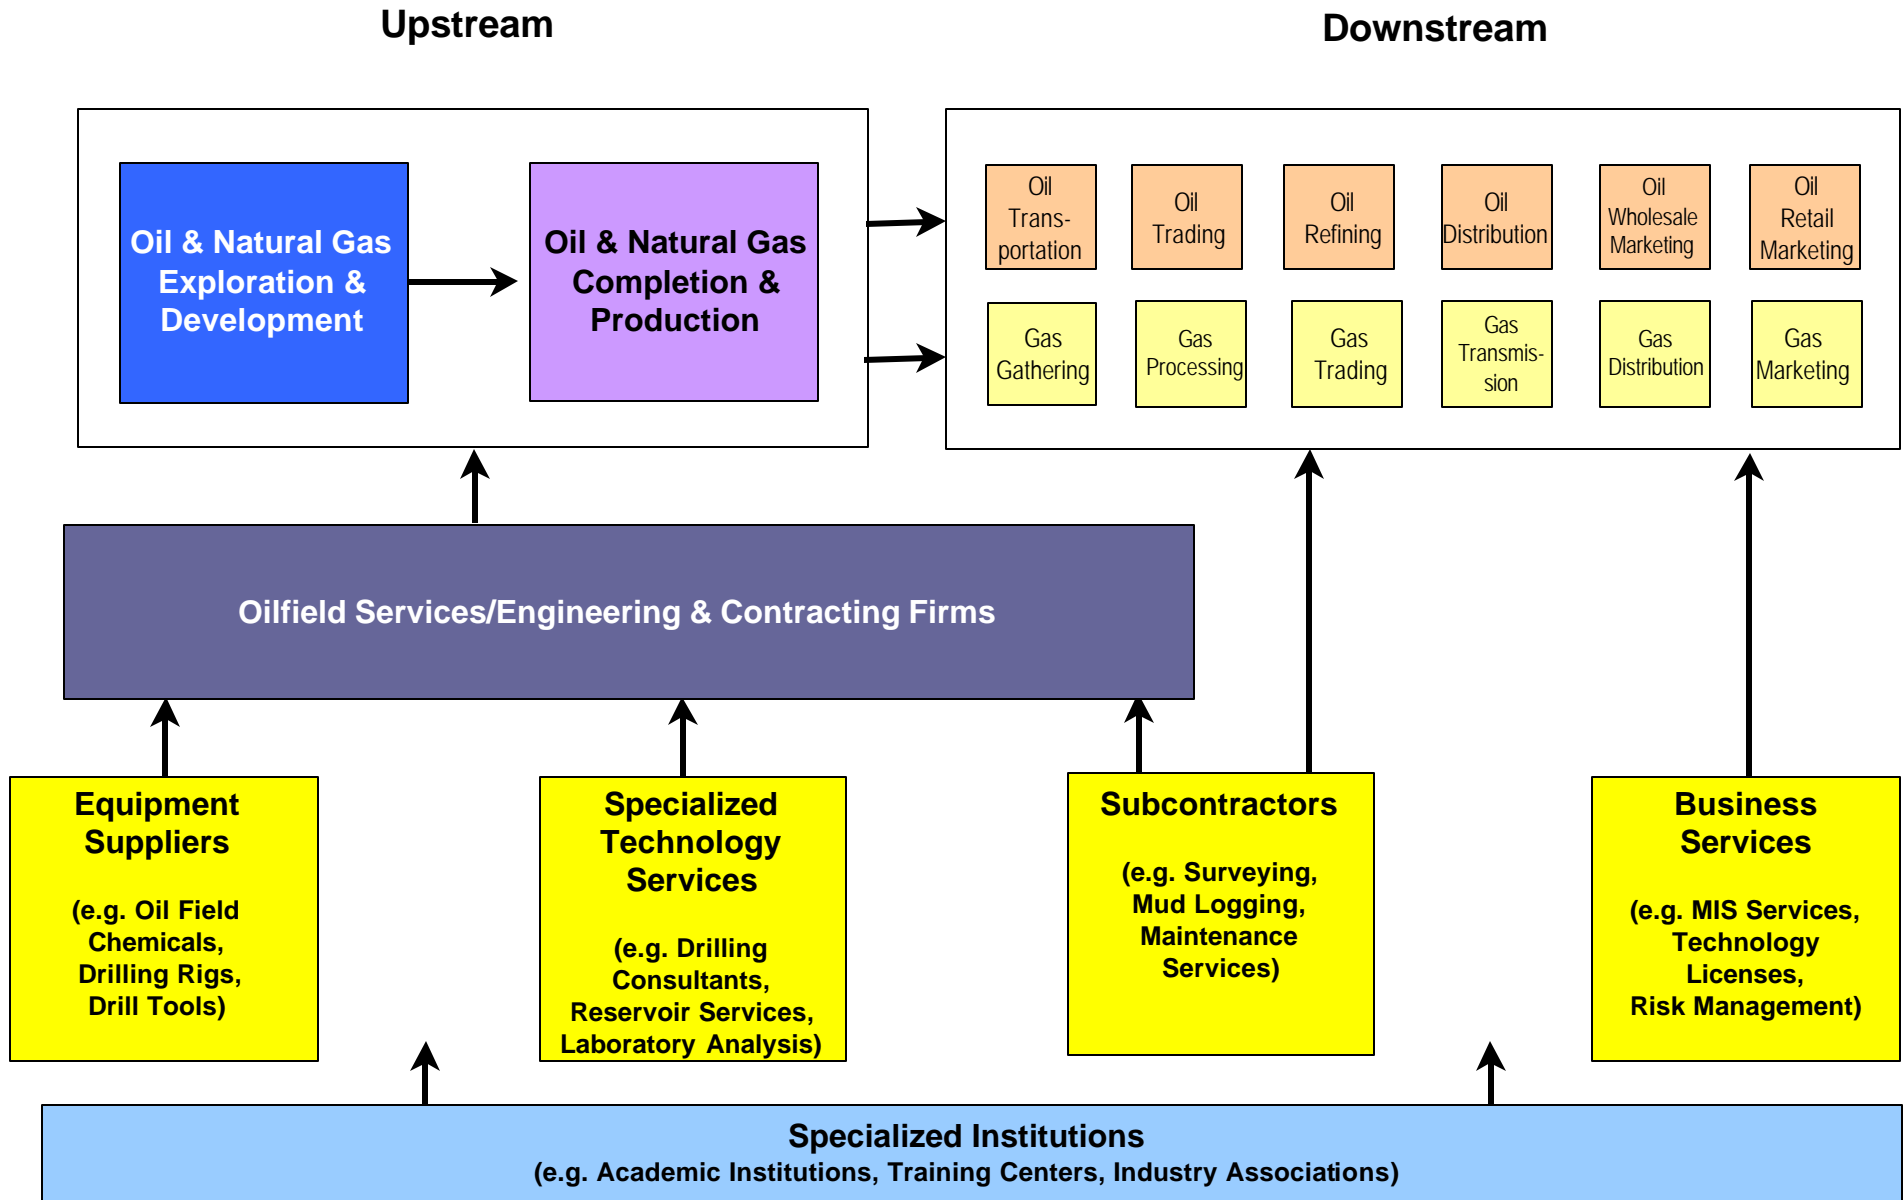 Upstream
Downstream
Oil & Natural Gas
Exploration &
Development
Oil & Natural Gas
Completion &
Production
Oil
Trans-
portation
Oil
Trading
Oil
Refining
Oil
Distribution
Oil
Wholesale
Marketing
Oil
Retail
Marketing
Gas
Gathering
Gas
Processing
Gas
Trading
Gas
Transmis-
sion
Gas
Distribution
Gas
Marketing
Oilfield Services/Engineering & Contracting Firms
Equipment
Suppliers
(e.g. Oil Field
Chemicals,
Drilling Rigs,
Drill Tools)
Specialized
Technology
Services
(e.g. Drilling
Consultants,
Reservoir Services,
Laboratory Analysis)
Subcontractors
(e.g. Surveying,
Mud Logging,
Maintenance
Services)
Business
Services
(e.g. MIS Services,
Technology
Licenses,
Risk Management)
Specialized Institutions
(e.g. Academic Institutions, Training Centers, Industry Associations)